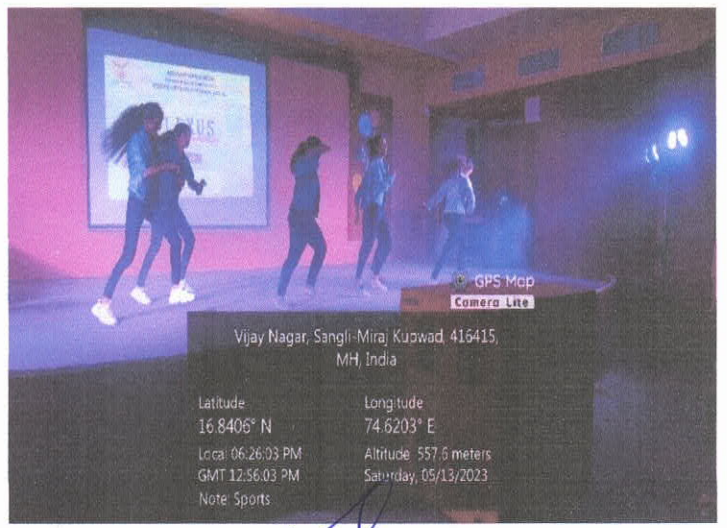 GPS Map
Camera Lite
Vijay Nagar, Sangli-Miraj Kupwad, 416415,
MH, India
Latitude
16.8406° N
Longitude
74.6203° E
Local 06:26:03 PM
GMT 12:56:03 PM
Altitude 557.6 meters
Saturday, 05/13/2023
Note: Sports